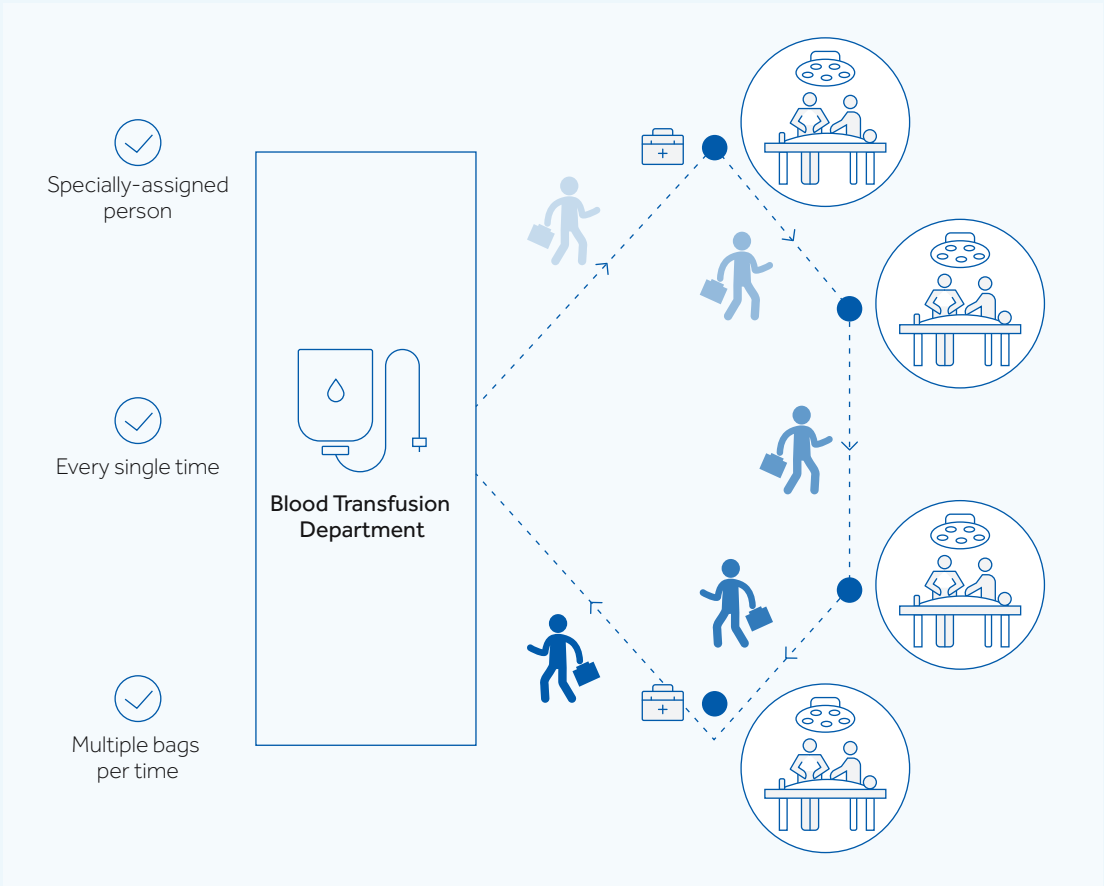 Specially-assigned
person
Every single time
Blood Transfusion
Department
Multiple bags
per time